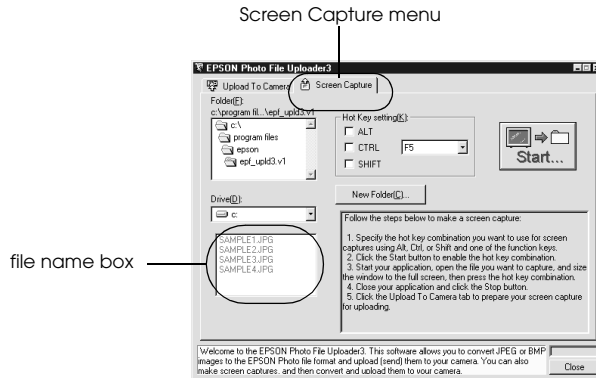 Screen Capture menu
EPSON Photo File Uploader3
Upload To Camera
Screen Capture
Folder(F):
c:\program fil...\epf_upld3.v1
c:\
program files
epson
epf_upld3.v1
Hot Key setting(K):
ALT
CTRL
F5
SHIFT
Start...
Drive(D):
c:
New Folder(C)...
file name box
SAMPLE1.JPG
SAMPLE2.JPG
SAMPLE3.JPG
SAMPLE4.JPG
Follow the steps below to make a screen capture:
1. Specify the hot key combination you want to use for screen
captures using Alt, Ctrl, or Shift and one of the function keys.
2. Click the Start button to enable the hot key combination.
3. Start your application, open the file you want to capture, and size
the window to the full screen, then press the hot key combination.
4. Close your application and click the Stop button.
5. Click the Upload To Camera tab to prepare your screen capture
for uploading.
Welcome to the EPSON Photo File Uploader3. This software allows you to convert JPEG or BMP
images to the EPSON Photo file format and upload (send) them to your camera. You can also
make screen captures, and then convert and upload them to your camera.
Close